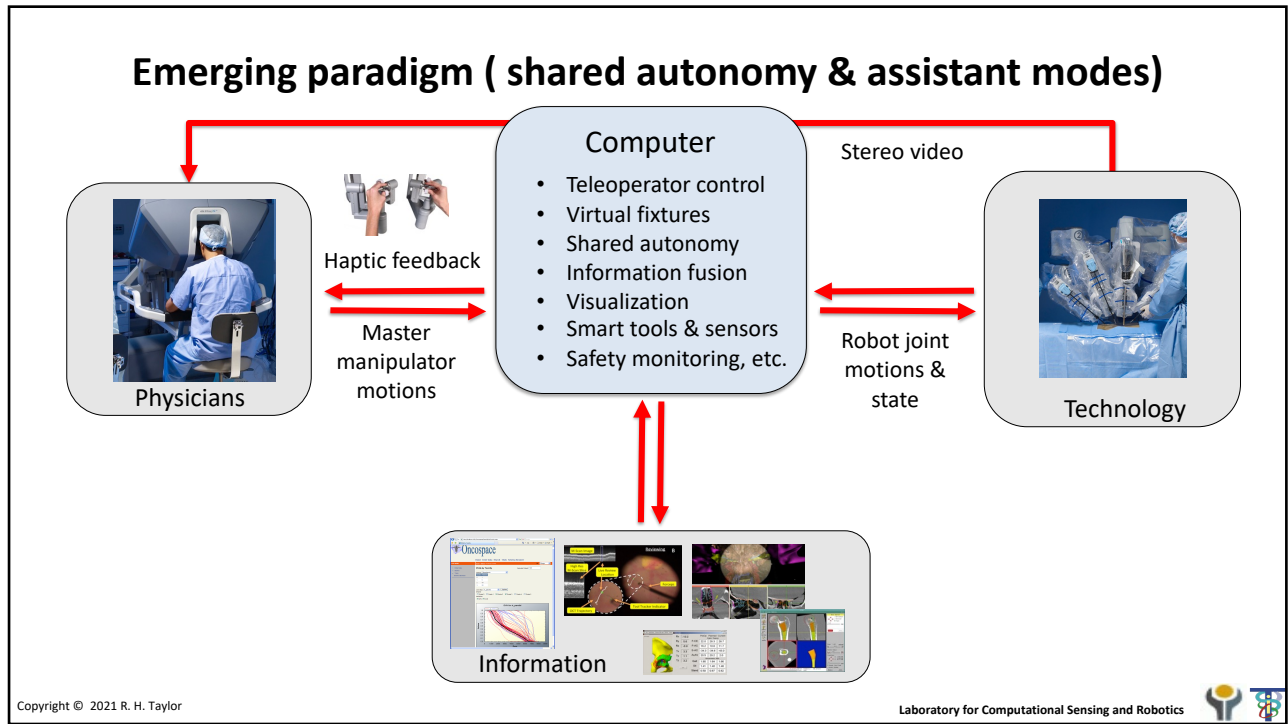 Emerging paradigm ( shared autonomy & assistant modes)
Computer
• Teleoperator control
• Virtual fixtures
• Shared autonomy
• Information fusion
• Visualization
• Smart tools & sensors
• Safety monitoring, etc.
Stereo video
Haptic feedback
Master
manipulator
motions
Robot joint
motions &
state
Physicians
Technology
Oncospace
Information
Copyright © 2021 R. H. Taylor
Laboratory for Computational Sensing and Robotics